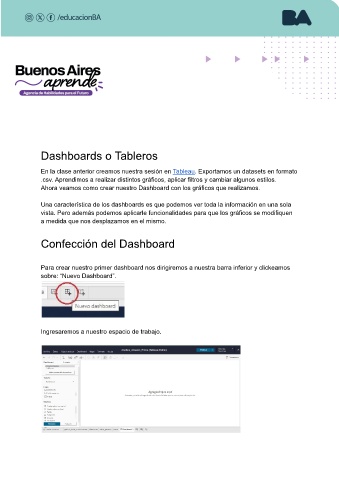 /educacionBA
BA
Buenos Aires
aprende
Agencia de Habilidades para el Futuro
Dashboards o Tableros
En la clase anterior creamos nuestra sesión en Tableau. Exportamos un datasets en formato
.csv. Aprendimos a realizar distintos gráficos, aplicar filtros y cambiar algunos estilos.
Ahora veamos como crear nuestro Dashboard con los gráficos que realizamos.
Una característica de los dashboards es que podemos ver toda la información en una sola
vista. Pero además podemos aplicarle funcionalidades para que los gráficos se modifiquen
a medida que nos desplazamos en el mismo.
Confección del Dashboard
Para crear nuestro primer dashboard nos dirigiremos a nuestra barra inferior y clickeamos
sobre: “Nuevo Dashboard”.
Nuevo dashboard
Ingresaremos a nuestro espacio de trabajo.